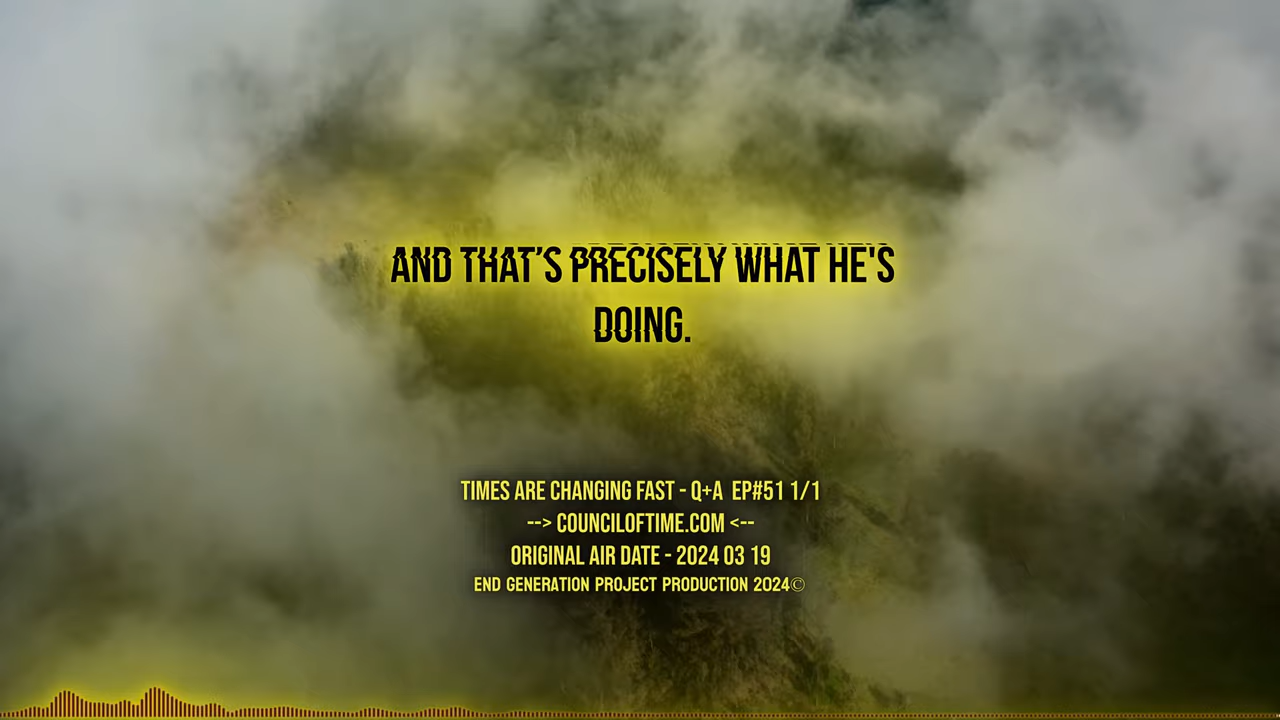 AND THAT’S PRECISELY WHAT HE'S
DOING.
TIMES ARE CHANGING FAST - Q+A EP#51 1/1
--> COUNCILOFTIME.COM <--
ORIGINAL AIR DATE - 2024 03 19
END GENERATION PROJECT PRODUCTION 2024©